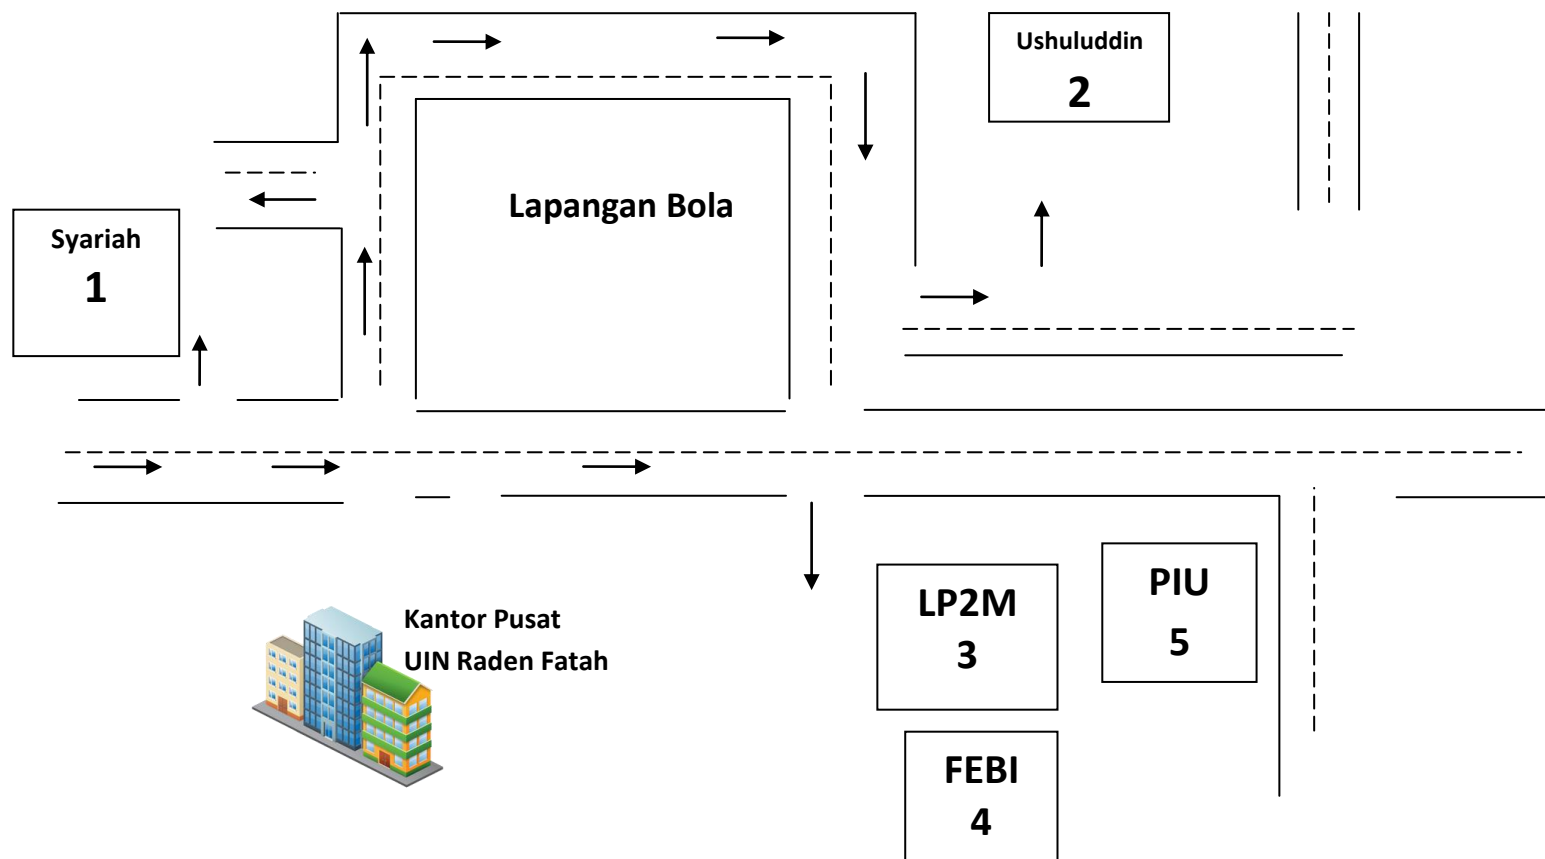 Ushuluddin
2
Lapangan Bola
Syariah
1
Kantor Pusat
UIN Raden Fatah
LP2M
3
PIU
5
FEBI
4